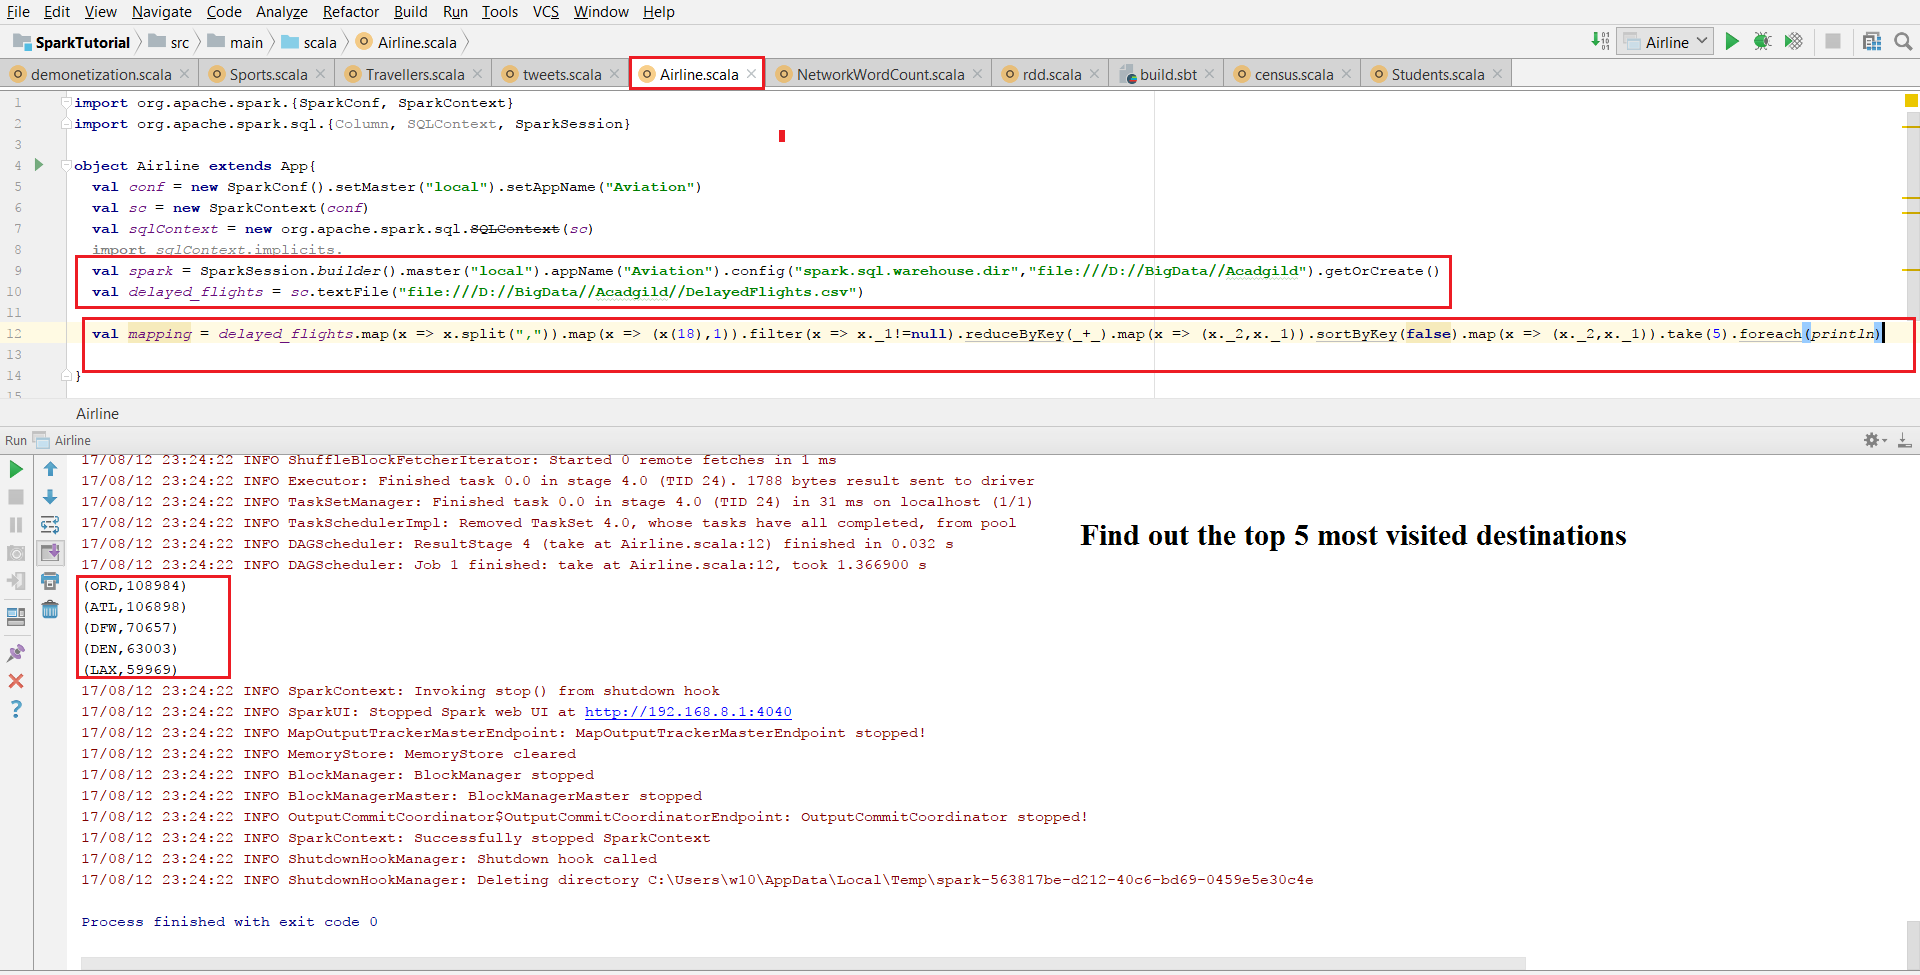 File Edit View Navigate Code Analyze Refactor Build Run Tools VCS Window Help
SparkTutorial src main scala Airline.scala
Airline
demonetization.scala Sports.scala Travellers.scala tweets.scala Airline.scala NetworkWordCount.scala rdd.scala build.sbt census.scala Students.scala
1 import org.apache.spark.{SparkConf, SparkContext}
2 import org.apache.spark.sql.{Column, SQLContext, SparkSession}
3
4 object Airline extends App{
5 val conf = new SparkConf().setMaster("local").setAppName("Aviation")
6 val sc = new SparkContext(conf)
7 val sqlContext = new org.apache.spark.sql.SQLContext(sc)
8 import sqlContext.implicits.
9 val spark = SparkSession.builder().master("local").appName("Aviation").config("spark.sql.warehouse.dir","file:///D://BigData//Acadgild").getOrCreate()
10 val delayed_flights = sc.textFile("file:///D://BigData//Acadgild//DelayedFlights.csv")
11
12 val mapping = delayed_flights.map(x => x.split(",")).map(x => (x(18),1)).filter(x => x._1!=null).reduceByKey(_+_).map(x => (x._2,x._1)).sortByKey(false).map(x => (x._2,x._1)).take(5).foreach(println)
13
14 }
15
Airline
Run Airline
17/08/12 23:24:22 INFO ShuffleBlockFetcherIterator: Started 0 remote fetches in 1 ms
17/08/12 23:24:22 INFO Executor: Finished task 0.0 in stage 4.0 (TID 24). 1788 bytes result sent to driver
17/08/12 23:24:22 INFO TaskSetManager: Finished task 0.0 in stage 4.0 (TID 24) in 31 ms on localhost (1/1)
17/08/12 23:24:22 INFO TaskSchedulerImpl: Removed TaskSet 4.0, whose tasks have all completed, from pool
Find out the top 5 most visited destinations
17/08/12 23:24:22 INFO DAGScheduler: ResultStage 4 (take at Airline.scala:12) finished in 0.032 s
17/08/12 23:24:22 INFO DAGScheduler: Job 1 finished: take at Airline.scala:12, took 1.366900 s
(ORD,108984)
(ATL,106898)
(DFW,70657)
(DEN,63003)
(LAX,59969)
17/08/12 23:24:22 INFO SparkContext: Invoking stop() from shutdown hook
17/08/12 23:24:22 INFO SparkUI: Stopped Spark web UI at http://192.168.8.1:4040
17/08/12 23:24:22 INFO MapOutputTrackerMasterEndpoint: MapOutputTrackerMasterEndpoint stopped!
17/08/12 23:24:22 INFO MemoryStore: MemoryStore cleared
17/08/12 23:24:22 INFO BlockManager: BlockManager stopped
17/08/12 23:24:22 INFO BlockManagerMaster: BlockManagerMaster stopped
17/08/12 23:24:22 INFO OutputCommitCoordinator$OutputCommitCoordinatorEndpoint: OutputCommitCoordinator stopped!
17/08/12 23:24:22 INFO SparkContext: Successfully stopped SparkContext
17/08/12 23:24:22 INFO ShutdownHookManager: Shutdown hook called
17/08/12 23:24:22 INFO ShutdownHookManager: Deleting directory C:\Users\w10\AppData\Local\Temp\spark-563817be-d212-40c6-bd69-0459e5e30c4e
Process finished with exit code 0